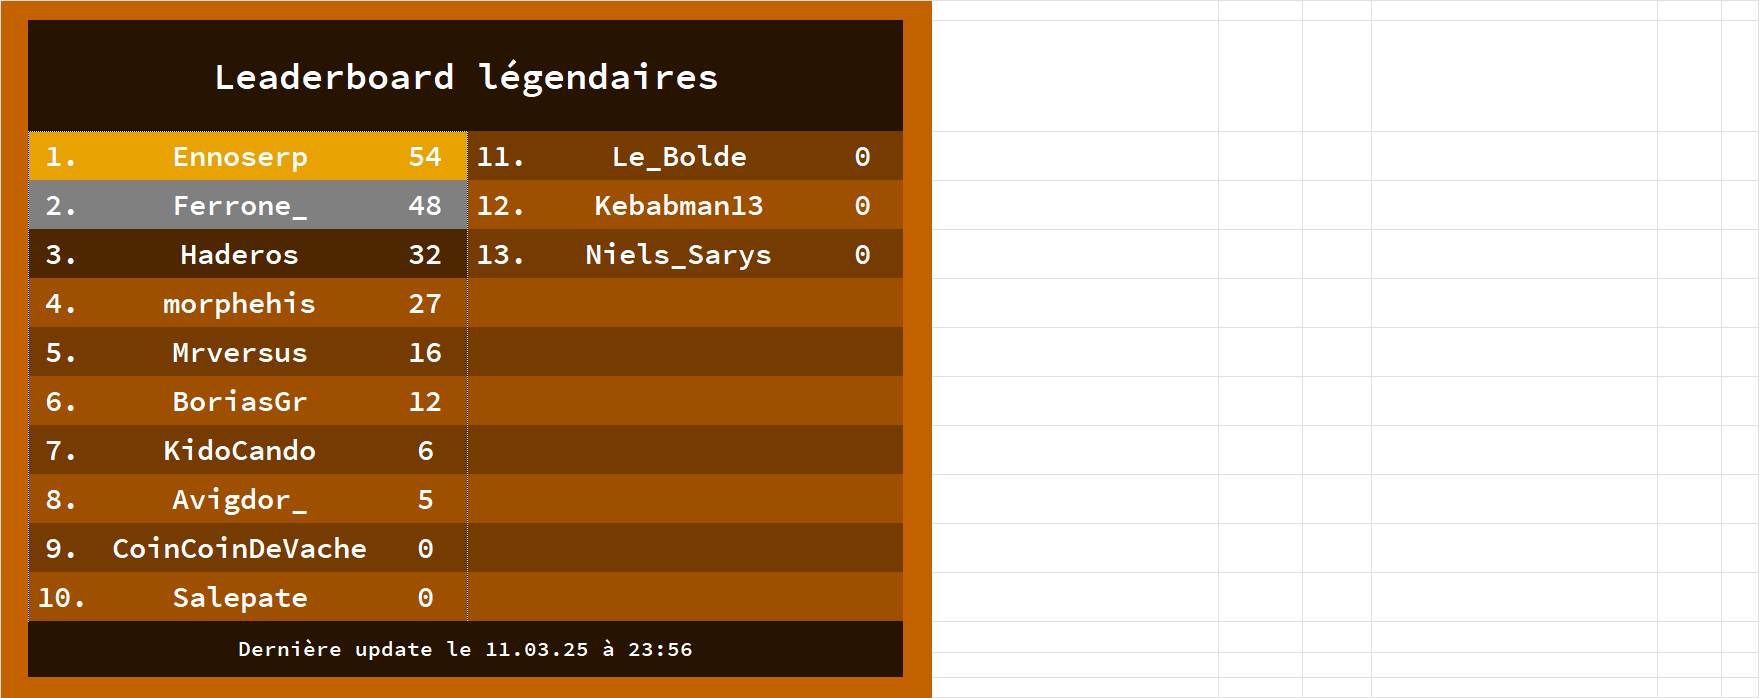 Leaderboard légendaires
1. Ennoserp 54
2. Ferrone_ 48
3. Haderos 32
4. morphehis 27
5. Mrversus 16
6. BoriasGr 12
7. KidoCando 6
8. Avigdor_ 5
9. CoinCoinDeVache 0
10. Salepate 0
11. Le_Bolde 0
12. Kebabman13 0
13. Niels_Sarys 0
Dernière update le 11.03.25 à 23:56